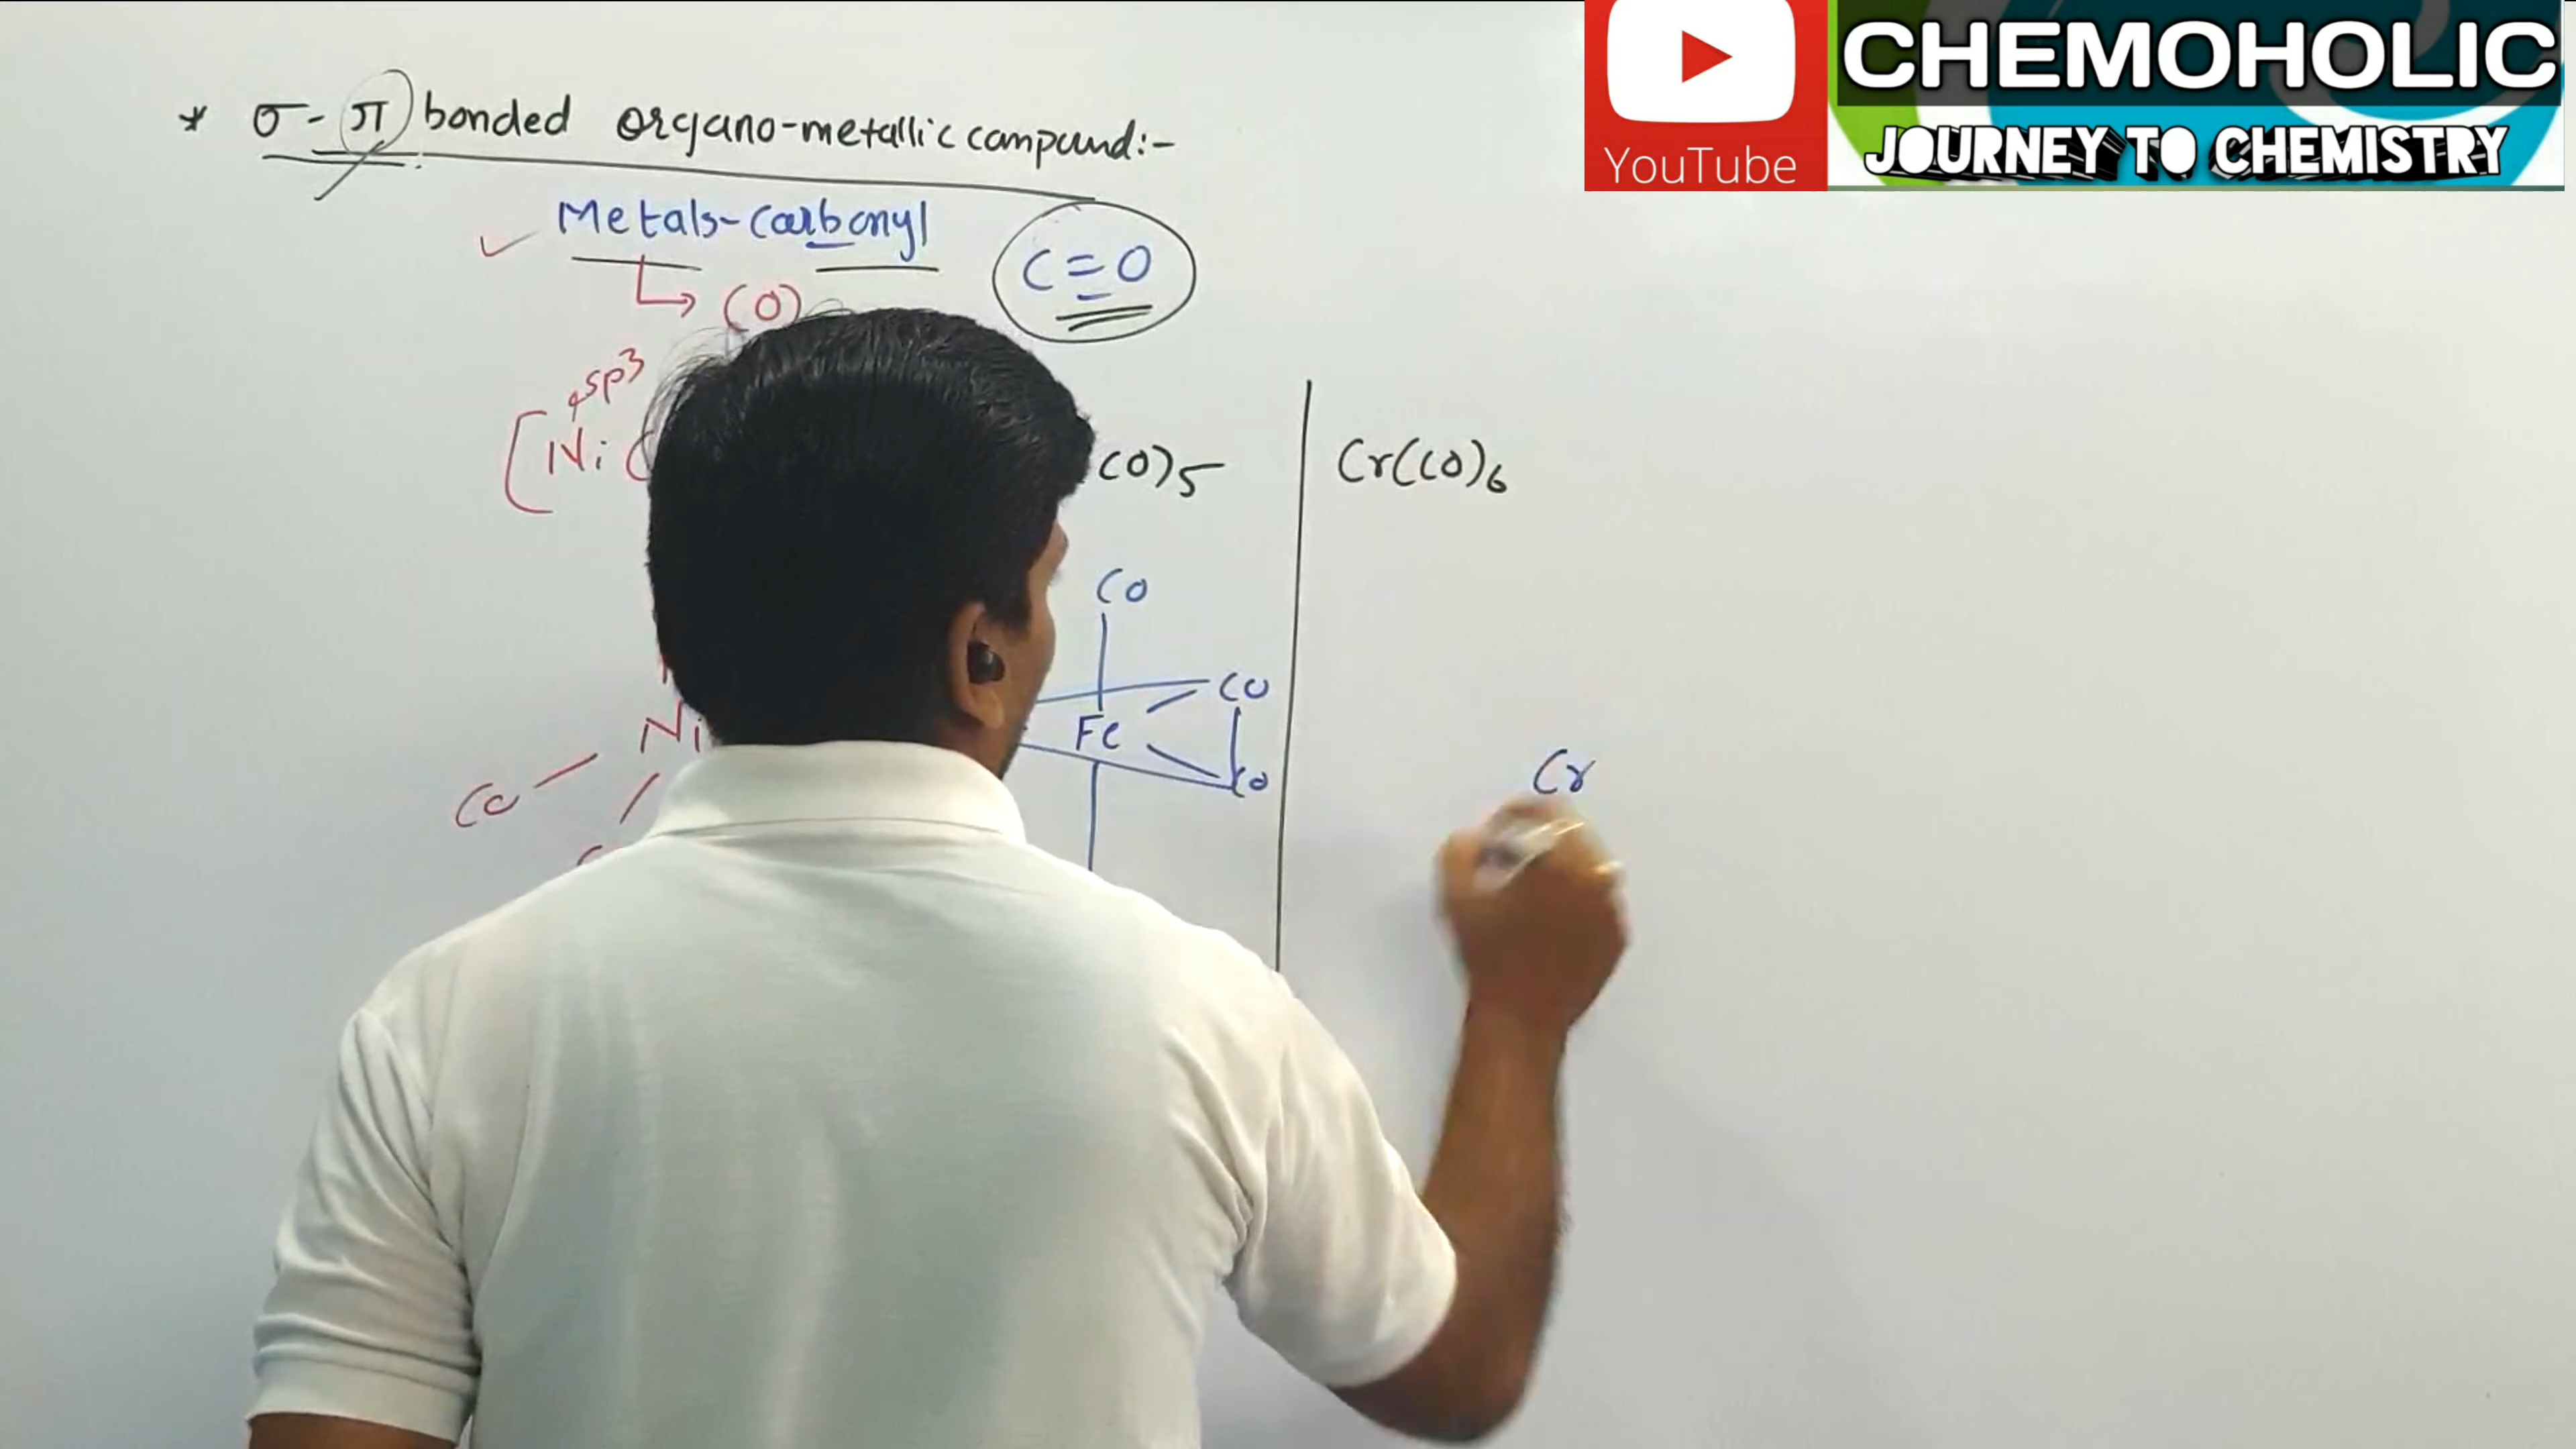 CHEMOHOLIC
YouTube
JOURNEY TO CHEMISTRY
* σ-π bonded organo-metallic compund:-
Metals-Carbonyl
C=O
(O)
sp3
[Ni(
CO)5
Cr(CO)6
CO
CO
Fe
CO
Ni
Co
Cr